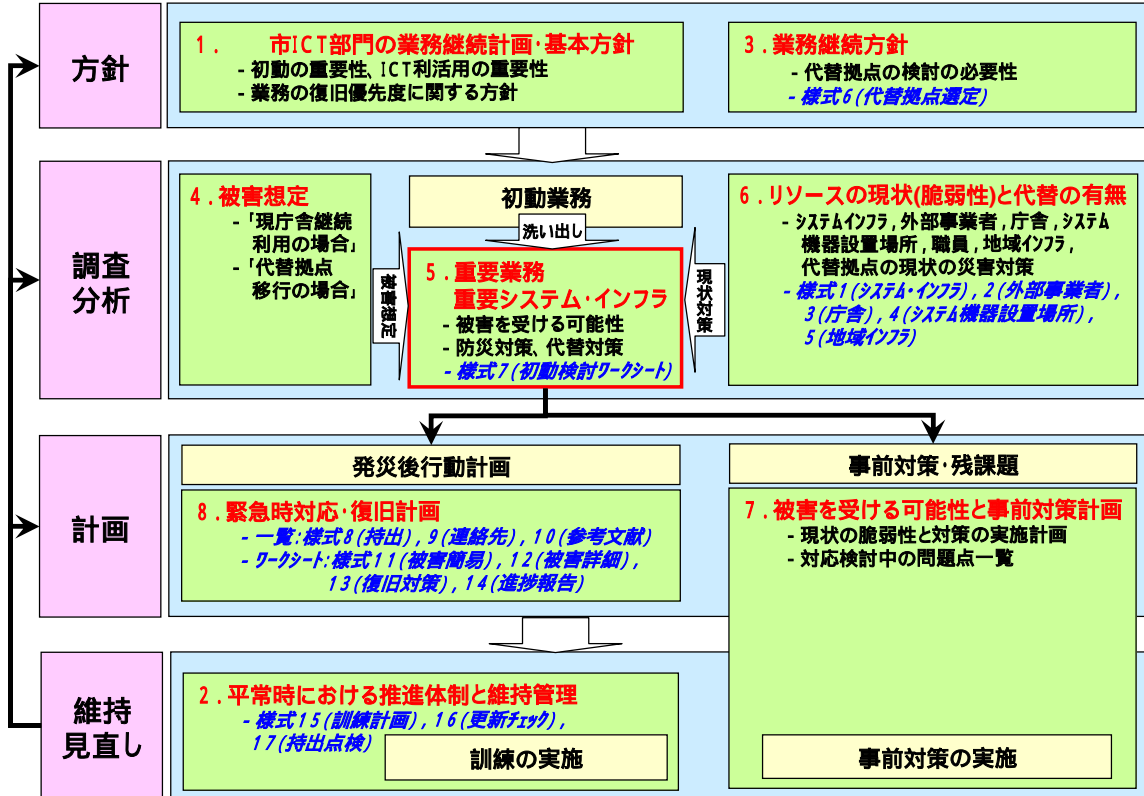 方針
1. 市ICT部門の業務継続計画・基本方針
- 初動の重要性、ICT利活用の重要性
- 業務の復旧優先度に関する方針
3.業務継続方針
- 代替拠点の検討の必要性
- 様式6(代替拠点選定)
調査
分析
4.被害想定
- 「現庁舎継続
利用の場合」
- 「代替拠点
移行の場合」
初動業務
洗い出し
被害想定
5.重要業務
重要システム・インフラ
- 被害を受ける可能性
- 防災対策、代替対策
- 様式7(初動検討ワークシート)
現状対策
6.リソースの現状(脆弱性)と代替の有無
- システムインフラ,外部事業者,庁舎,システム
機器設置場所,職員,地域インフラ,
代替拠点の現状の災害対策
- 様式1(システム・インフラ),2(外部事業者),
3(庁舎),4(システム機器設置場所),
5(地域インフラ)
計画
発災後行動計画
8.緊急時対応・復旧計画
- 一覧:様式8(持出),9(連絡先),10(参考文献)
- ワークシート:様式11(被害簡易),12(被害詳細),
13(復旧対策),14(進捗報告)
事前対策・残課題
7.被害を受ける可能性と事前対策計画
- 現状の脆弱性と対策の実施計画
- 対応検討中の問題点一覧
維持
見直し
2.平常時における推進体制と維持管理
- 様式15(訓練計画),16(更新チェック),
17(持出点検)
訓練の実施
事前対策の実施